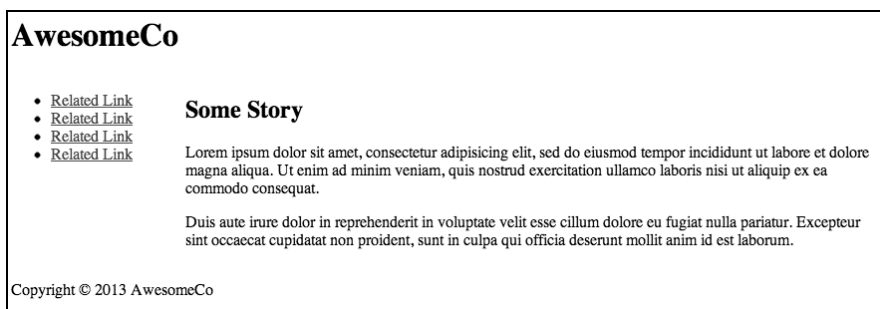 AwesomeCo
Related Link
Related Link
Related Link
Related Link
Some Story
Lorem ipsum dolor sit amet, consectetur adipisicing elit, sed do eiusmod tempor incididunt ut labore et dolore
magna aliqua. Ut enim ad minim veniam, quis nostrud exercitation ullamco laboris nisi ut aliquip ex ea
commodo consequat.
Duis aute irure dolor in reprehenderit in voluptate velit esse cillum dolore eu fugiat nulla pariatur. Excepteur
sint occaecat cupidatat non proident, sunt in culpa qui officia deserunt mollit anim id est laborum.
Copyright © 2013 AwesomeCo